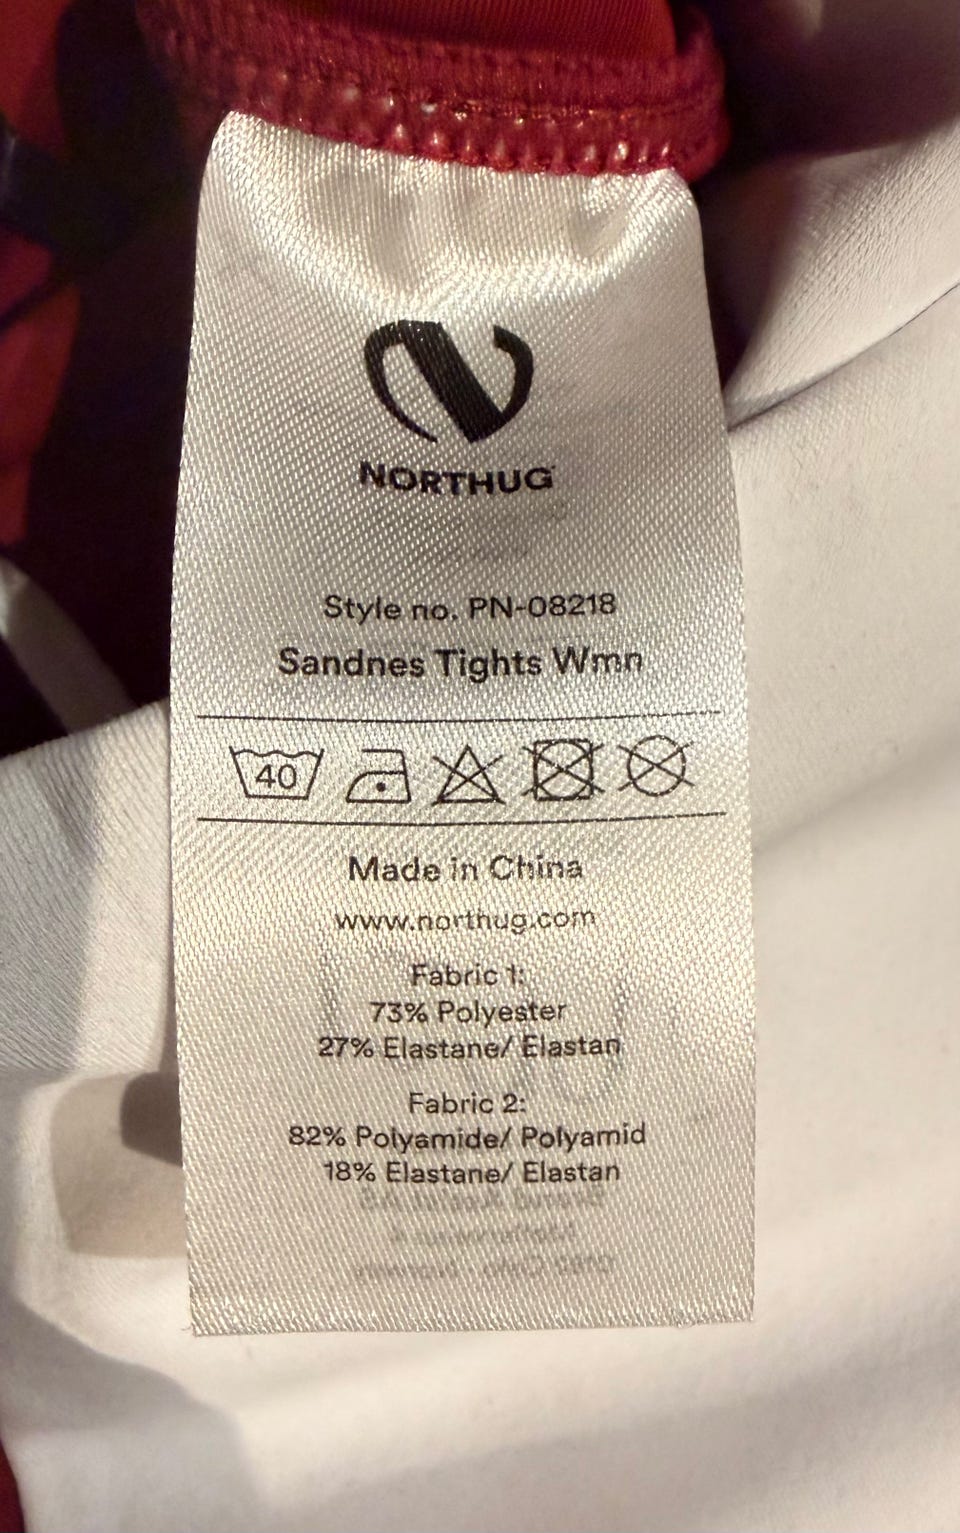 NORTHUG
Style no. PN-08218
Sandnes Tights Wmn
40
Made in China
www.northug.com
Fabric 1:
73% Polyester
27% Elastane/ Elastan
Fabric 2:
82% Polyamide/ Polyamid
18% Elastane/ Elastan